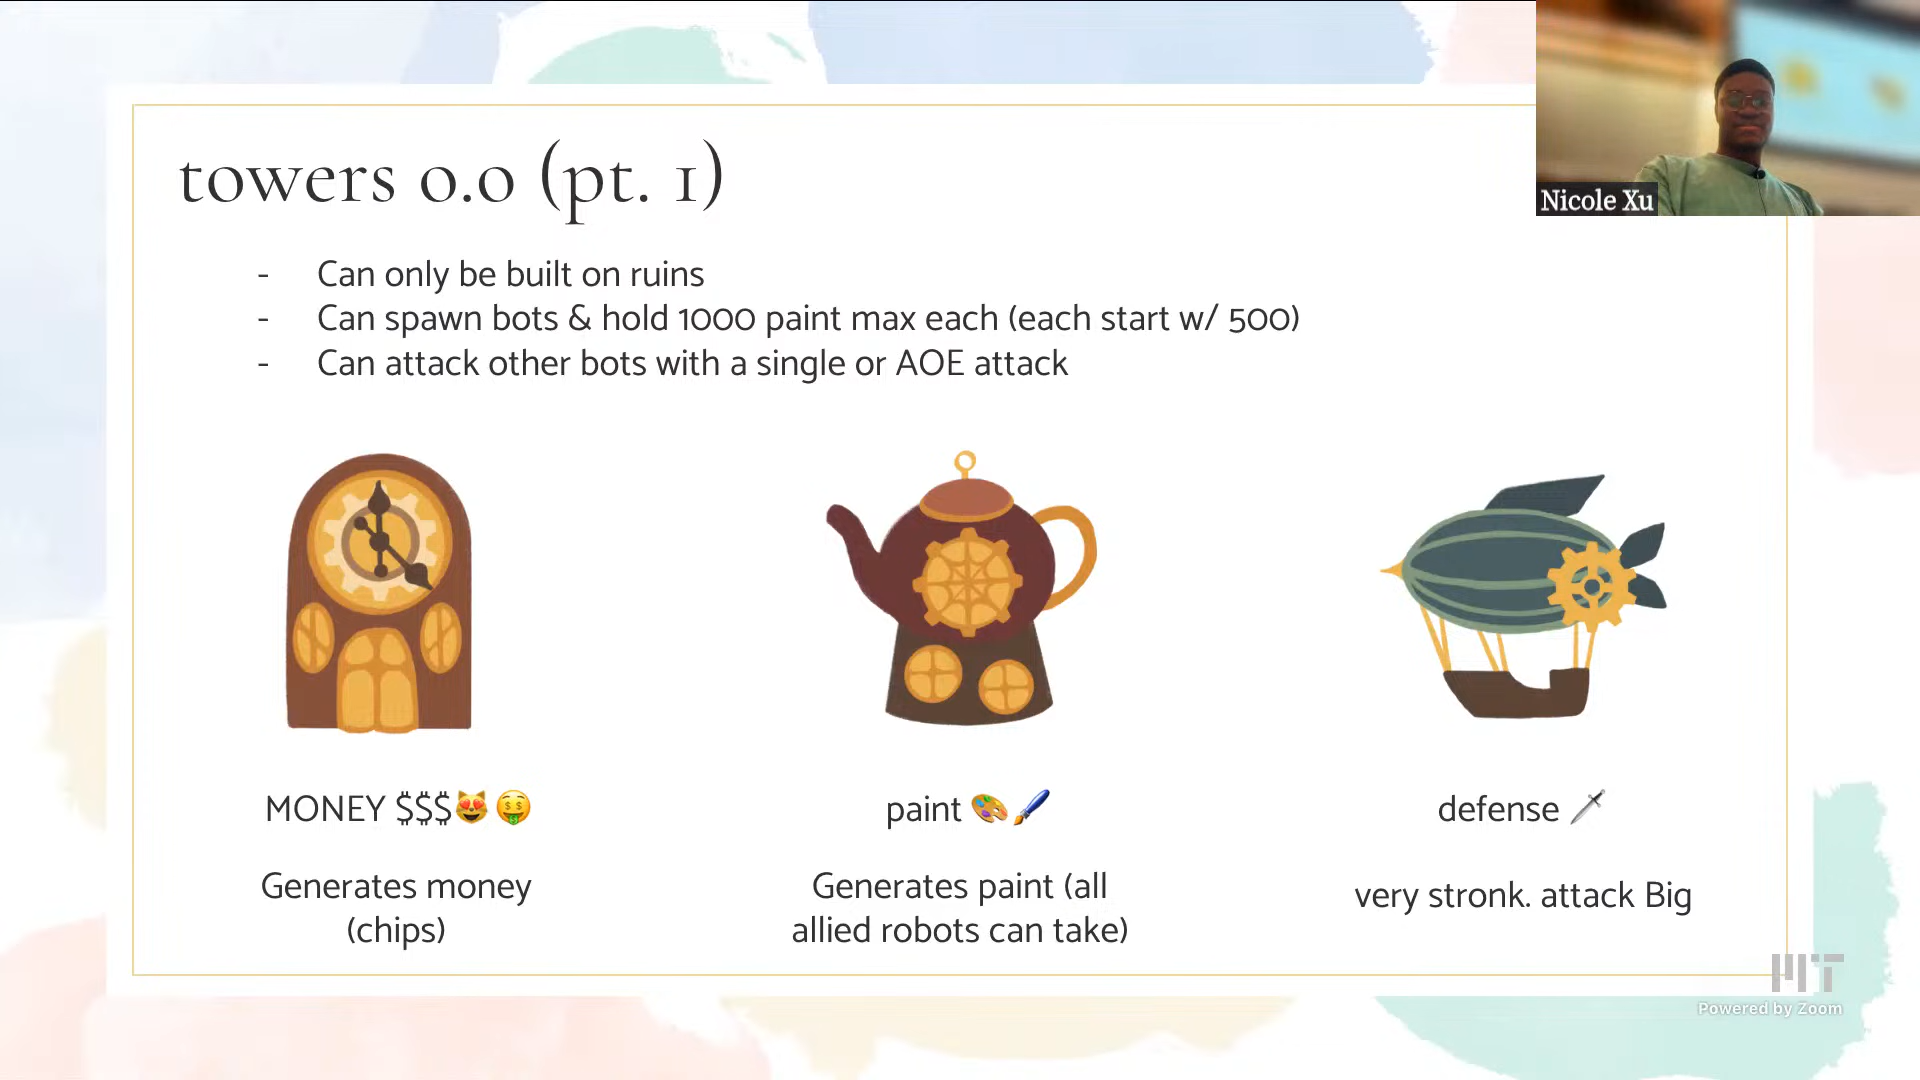 towers o.o (pt. 1)
Nicole Xu
- Can only be built on ruins
- Can spawn bots & hold 1000 paint max each (each start w/ 500)
- Can attack other bots with a single or AOE attack
MONEY $$$😻🤑
paint 🎨🖌️
defense 🗡️
Generates money
(chips)
Generates paint (all
allied robots can take)
very stronk. attack Big
MIT
Powered by Zoom